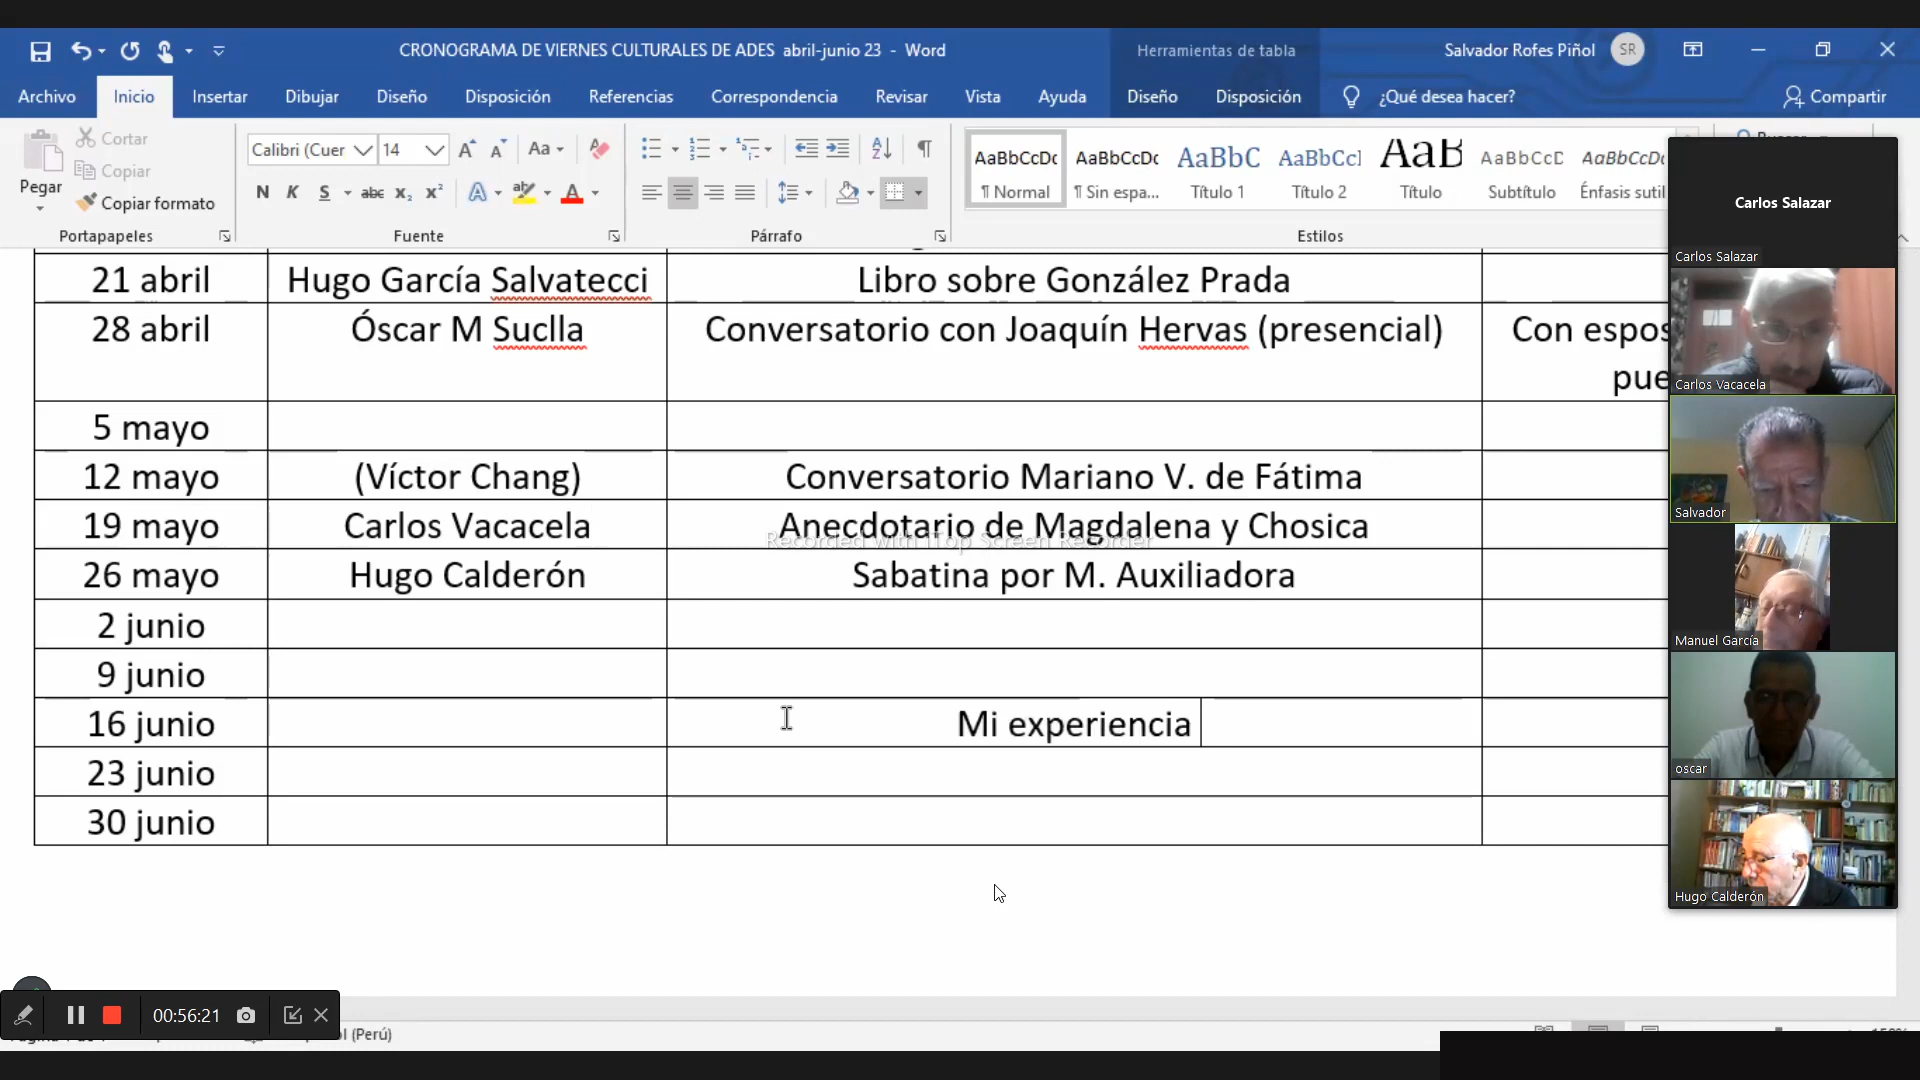 CRONOGRAMA DE VIERNES CULTURALES DE ADES abril-junio 23 - Word
Herramientas de tabla
Salvador Rofes Piñol
SR
Archivo
Inicio
Insertar
Dibujar
Diseño
Disposición
Referencias
Correspondencia
Revisar
Vista
Ayuda
Diseño
Disposición
¿Qué desea hacer?
Compartir
Pegar
Cortar
Copiar
Copiar formato
Portapapeles
Calibri (Cuer
14
Aa
N K S abc x₂ x²
Fuente
Párrafo
AaBbCcDc
¶ Normal
AaBbCcDc
¶ Sin espa...
AaBbC
Título 1
AaBbCcl
Título 2
AaB
Título
AaBbCcD
Subtítulo
AaBbCcDc
Énfasis sutil
Estilos
21 abril
Hugo García Salvatecci
Libro sobre González Prada
28 abril
Óscar M Suclla
Conversatorio con Joaquín Hervas (presencial)
Con espos
pue
5 mayo
12 mayo
(Víctor Chang)
Conversatorio Mariano V. de Fátima
19 mayo
Carlos Vacacela
Anecdotario de Magdalena y Chosica
Recorded with iTop Screen Recorder
26 mayo
Hugo Calderón
Sabatina por M. Auxiliadora
2 junio
9 junio
16 junio
Mi experiencia
23 junio
30 junio
Carlos Salazar
Carlos Salazar
Carlos Vacacela
Salvador
Manuel García
oscar
Hugo Calderón
00:56:21
(Perú)